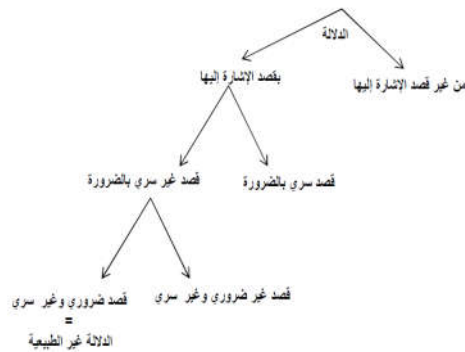 الدلالة
من غير قصد الإشارة إليها
بقصد الإشارة إليها
قصد سري بالضرورة
قصد غير سري بالضرورة
قصد غير ضروري وغير سري
قصد ضروري وغير سري
=
الدلالة غير الطبيعية